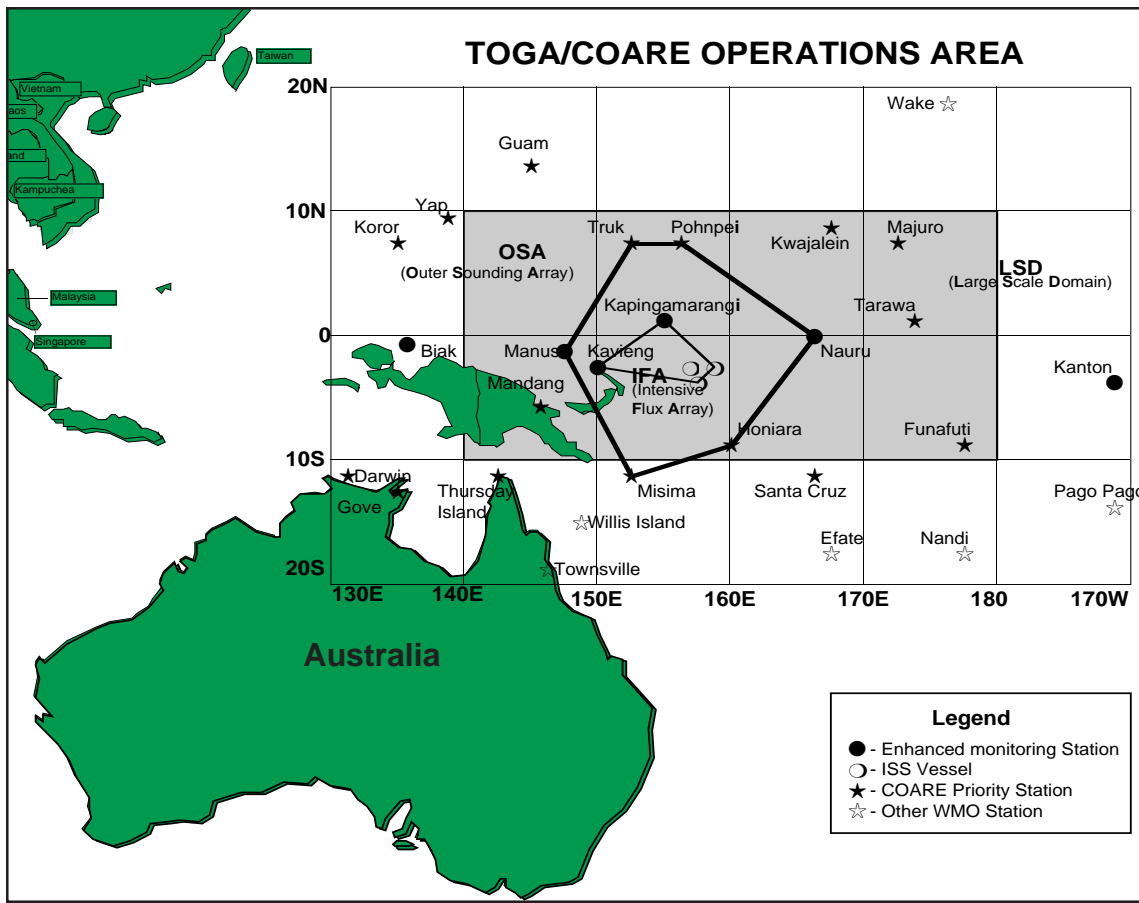 TOGA/COARE OPERATIONS AREA
Taiwan
Vietnam
aos
and
Kampuchea
Malaysia
Singapore
20N
Wake
Guam
10N
Yap
Koror
Truk
Pohnpei
Kwajalein
Majuro
OSA
(Outer Sounding Array)
LSD
(Large Scale Domain)
Kapingamarangi
Tarawa
0
Biak
Manus
Kavieng
Nauru
Kanton
Mandang
IFA
(Intensive
Flux Array)
Honiara
Funafuti
10S
Darwin
Gove
Thursday
Island
Misima
Santa Cruz
Pago Pago
Willis Island
Efate
Nandi
20S
Townsville
130E
140E
150E
160E
170E
180
170W
Australia
Legend
- Enhanced monitoring Station
- ISS Vessel
- COARE Priority Station
- Other WMO Station